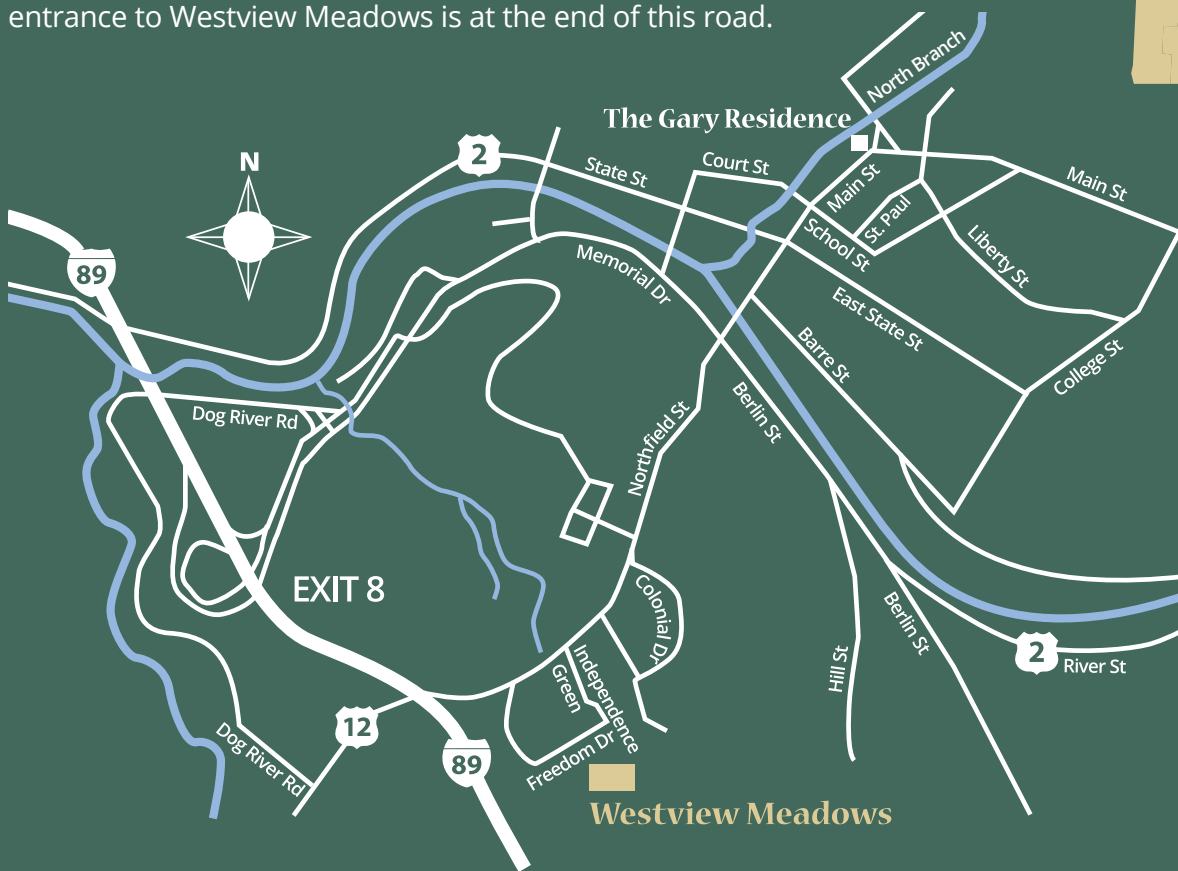 entrance to Westview Meadows is at the end of this road.
North Branch
The Gary Residence
N
2
State St
Court St
Main St
Main St
St. Paul
School St
Liberty St
89
Memorial Dr
East State St
Barre St
College St
Dog River Rd
Berlin St
Northfield St
EXIT 8
Colonial Dr
Berlin St
Hill St
2
River St
Independence
Green
12
Dog River Rd
89
Freedom Dr
Westview Meadows